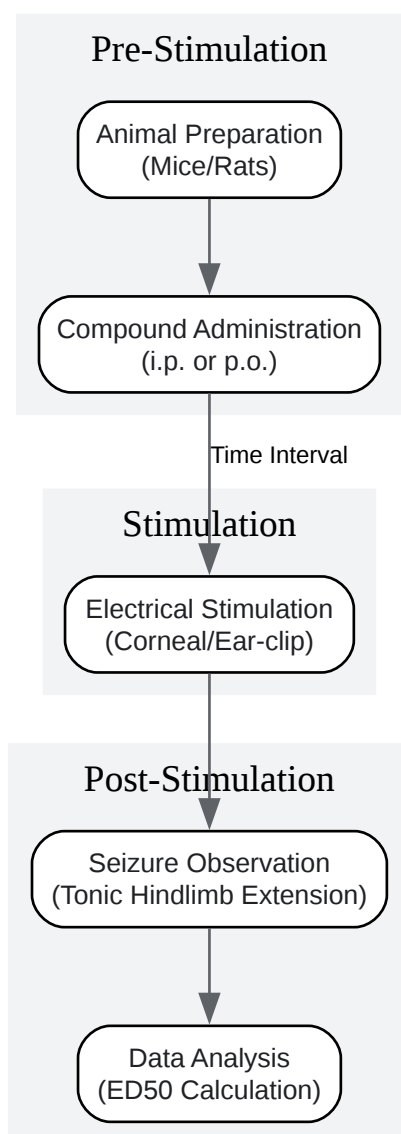 Pre-Stimulation
Animal Preparation
(Mice/Rats)
Compound Administration
(i.p. or p.o.)
Time Interval
Stimulation
Electrical Stimulation
(Corneal/Ear-clip)
Post-Stimulation
Seizure Observation
(Tonic Hindlimb Extension)
Data Analysis
(ED50 Calculation)